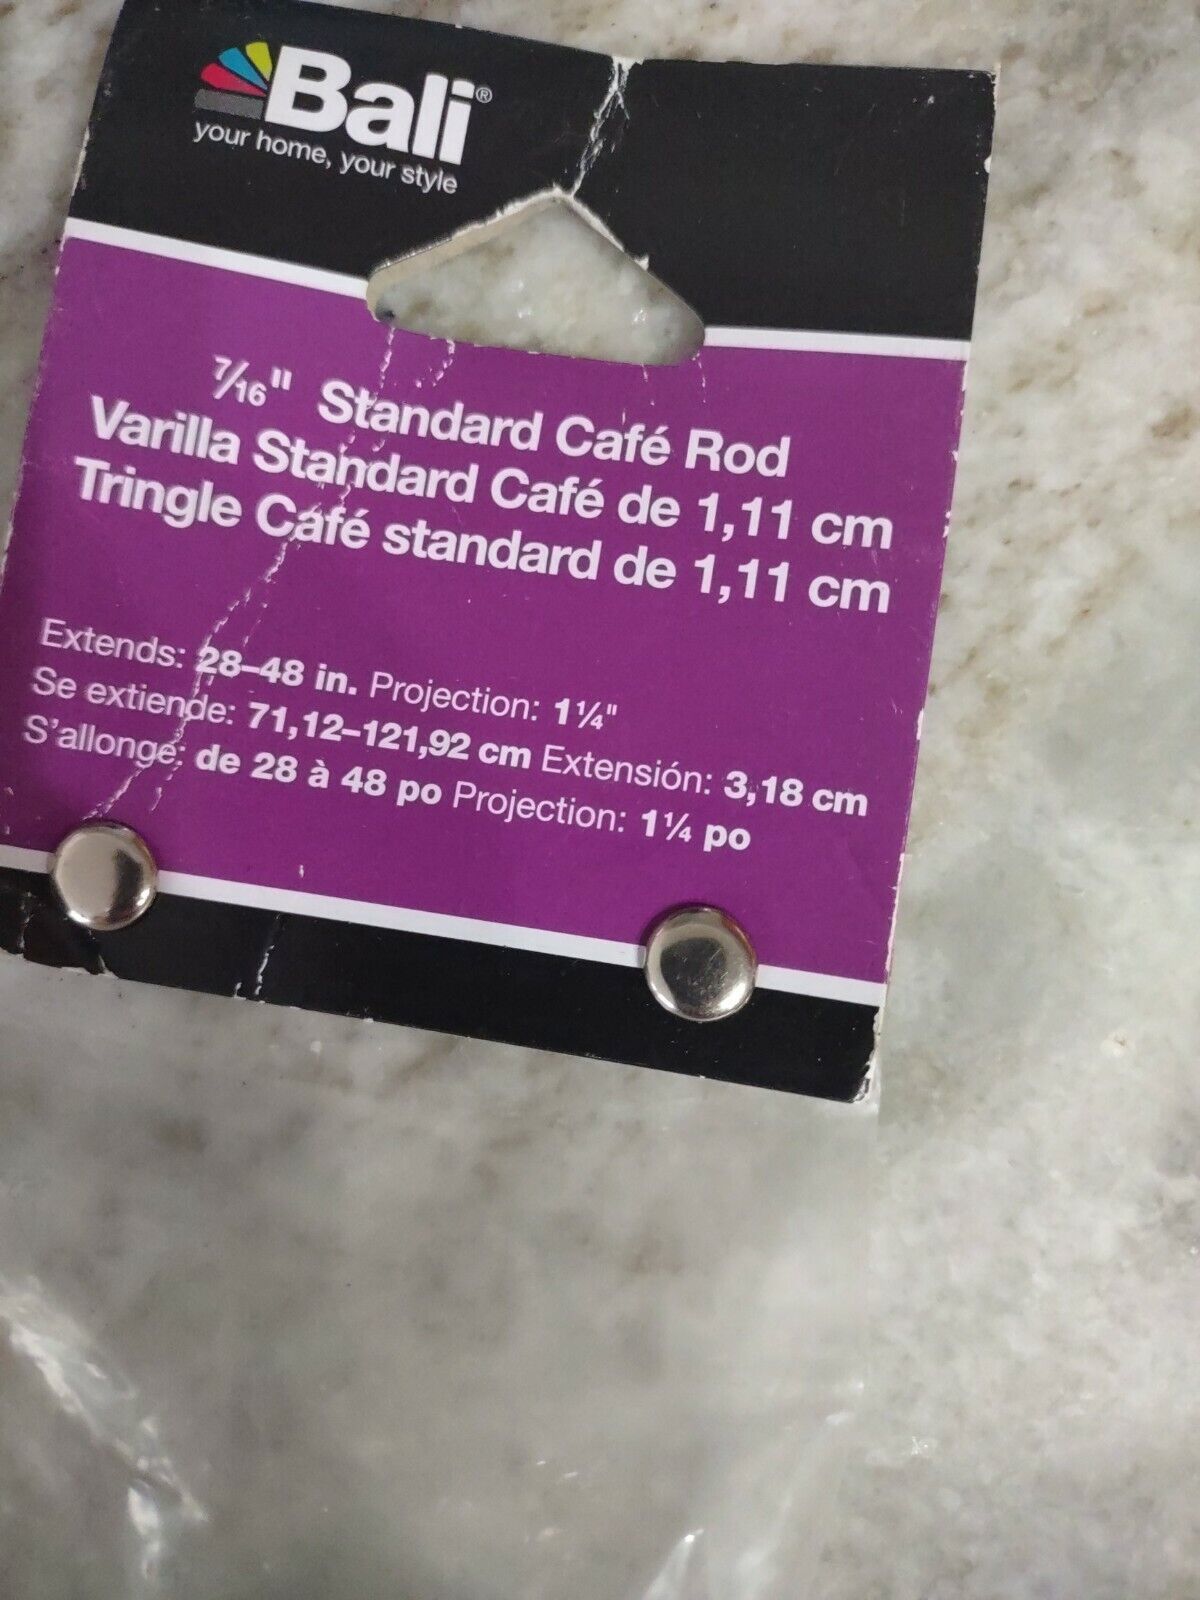 Bali®
your home, your style
7/16" Standard Café Rod
Varilla Standard Café de 1,11 cm
Tringle Café standard de 1,11 cm
Extends: 28–48 in. Projection: 1¼"
Se extiende: 71,12–121,92 cm Extensión: 3,18 cm
S'allonge: de 28 à 48 po Projection: 1¼ po